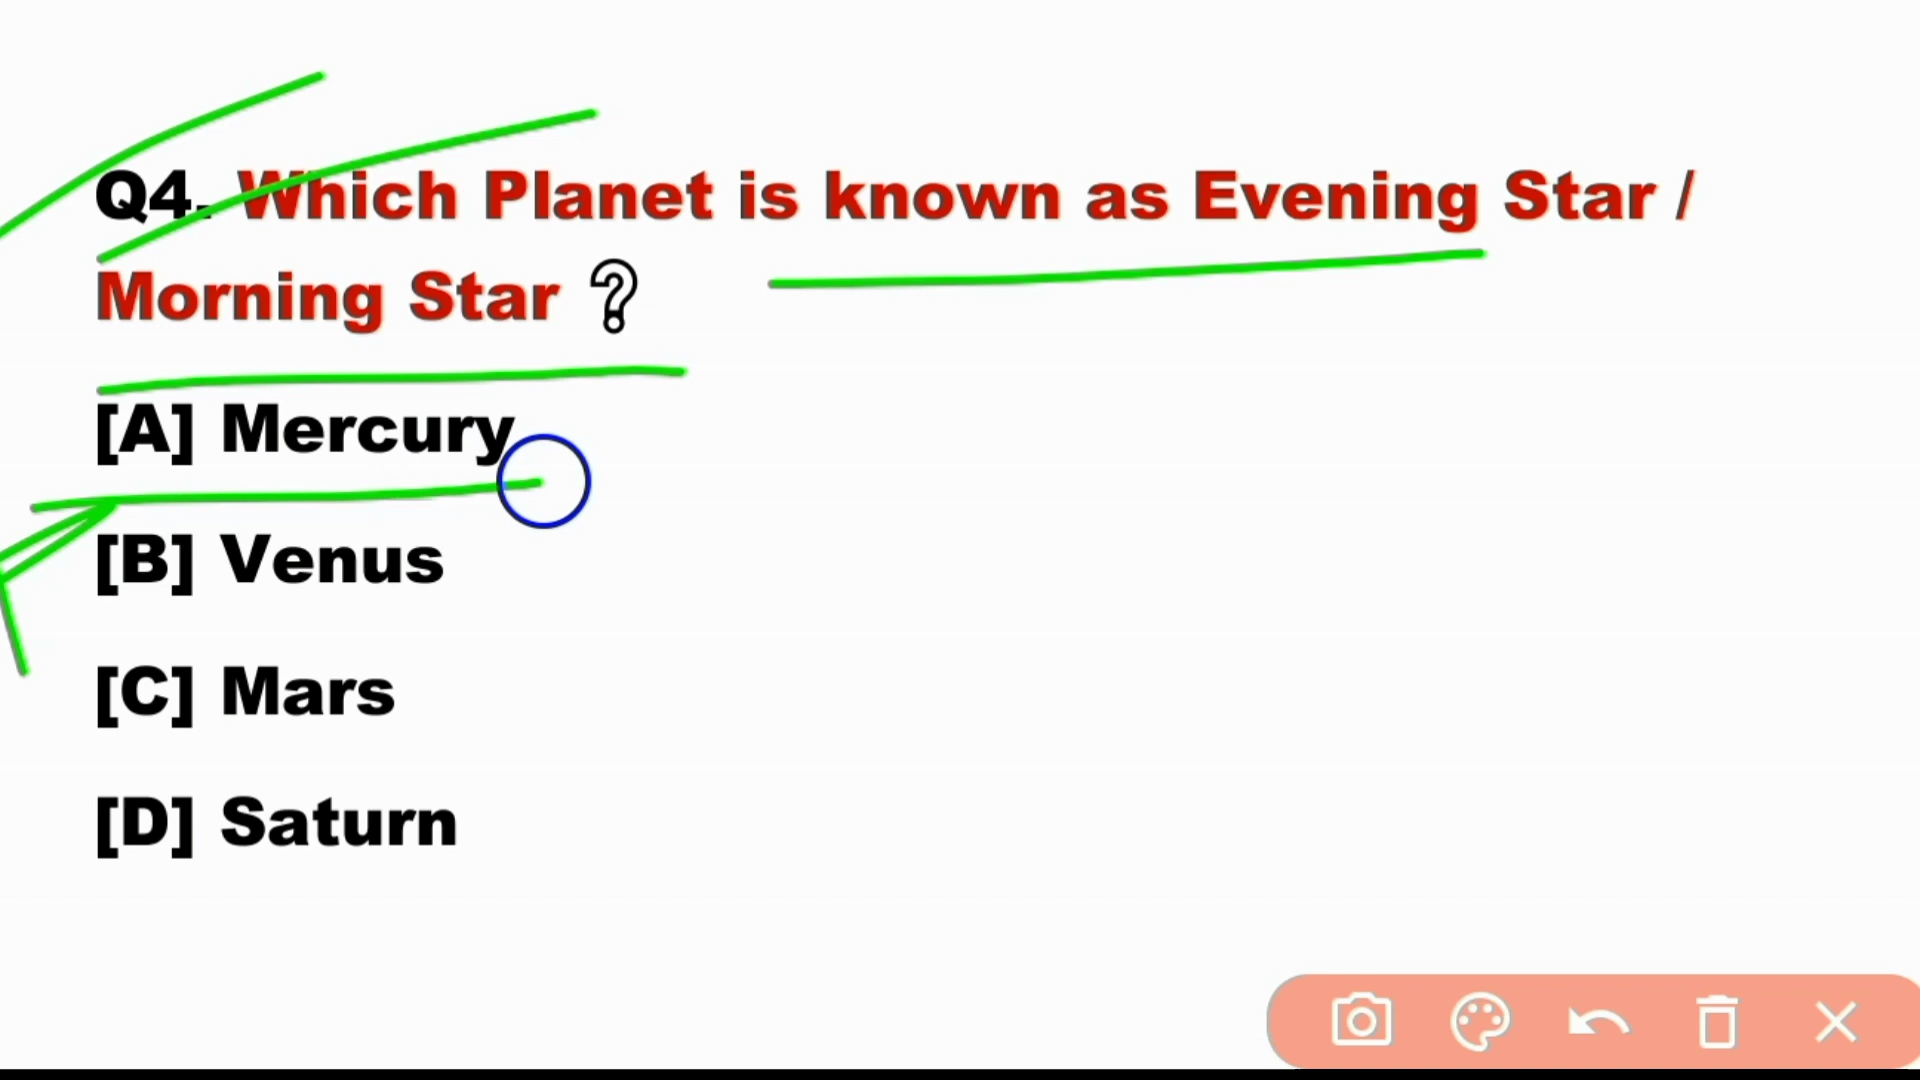 Q4. Which Planet is known as Evening Star /
Morning Star ?
[A] Mercury
[B] Venus
[C] Mars
[D] Saturn